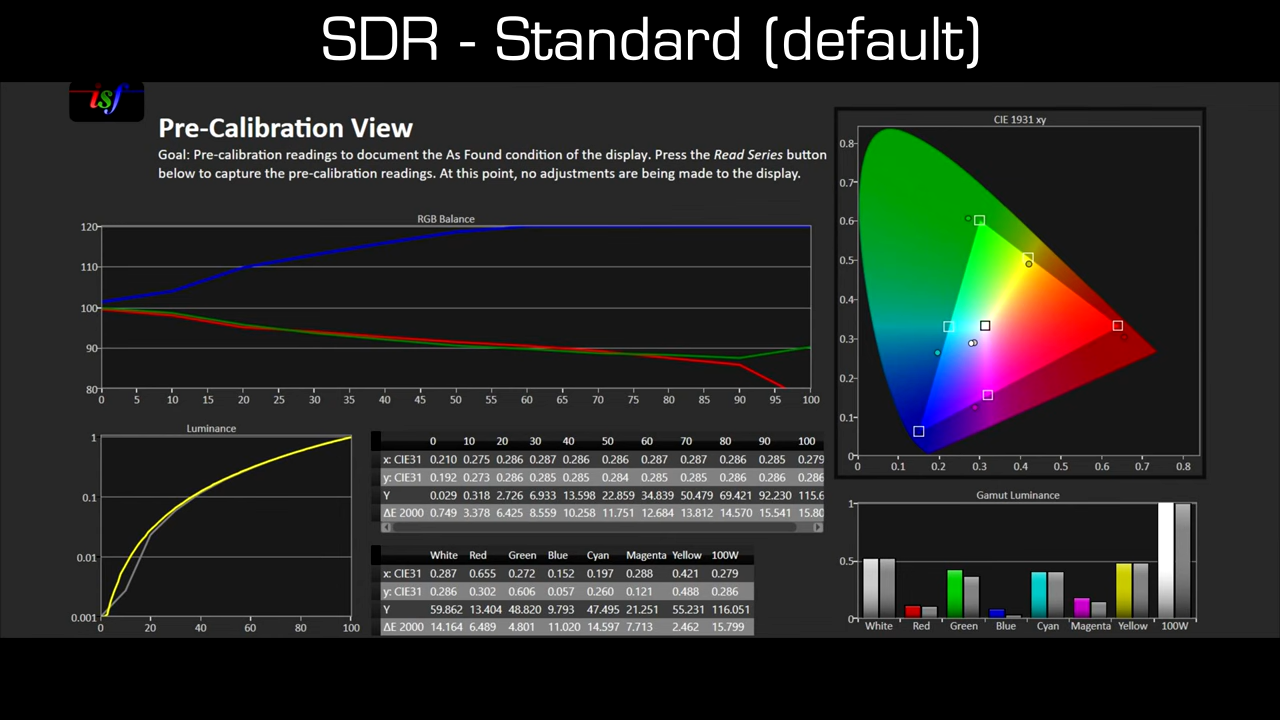 SDR - Standard (default)
isf
Pre-Calibration View
Goal: Pre-calibration readings to document the As Found condition of the display. Press the Read Series button
below to capture the pre-calibration readings. At this point, no adjustments are being made to the display.
RGB Balance
120
110
100
90
80
0 5 10 15 20 25 30 35 40 45 50 55 60 65 70 75 80 85 90 95 100
CIE 1931 xy
0.8
0.7
0.6
0.5
0.4
0.3
0.2
0.1
0
0 0.1 0.2 0.3 0.4 0.5 0.6 0.7 0.8
Luminance
1
0.1
0.01
0.001
0 20 40 60 80 100
0 10 20 30 40 50 60 70 80 90 100
x: CIE31 0.210 0.275 0.286 0.287 0.286 0.286 0.287 0.287 0.286 0.285 0.279
y: CIE31 0.192 0.273 0.286 0.285 0.285 0.284 0.286 0.285 0.285 0.286 0.286
Y 0.029 0.318 2.726 6.933 13.598 22.859 34.839 50.479 69.421 92.230 115.6
ΔE 2000 0.749 3.378 6.425 8.559 10.258 11.751 12.684 13.812 14.570 15.541 15.80
White Red Green Blue Cyan Magenta Yellow 100W
x: CIE31 0.287 0.655 0.272 0.152 0.197 0.288 0.421 0.279
y: CIE31 0.286 0.302 0.606 0.057 0.260 0.121 0.488 0.286
Y 59.862 13.404 48.820 9.793 47.495 21.251 55.231 116.051
ΔE 2000 14.164 6.489 4.801 11.020 14.597 7.713 2.462 15.799
Gamut Luminance
1
0.5
0
White Red Green Blue Cyan Magenta Yellow 100W